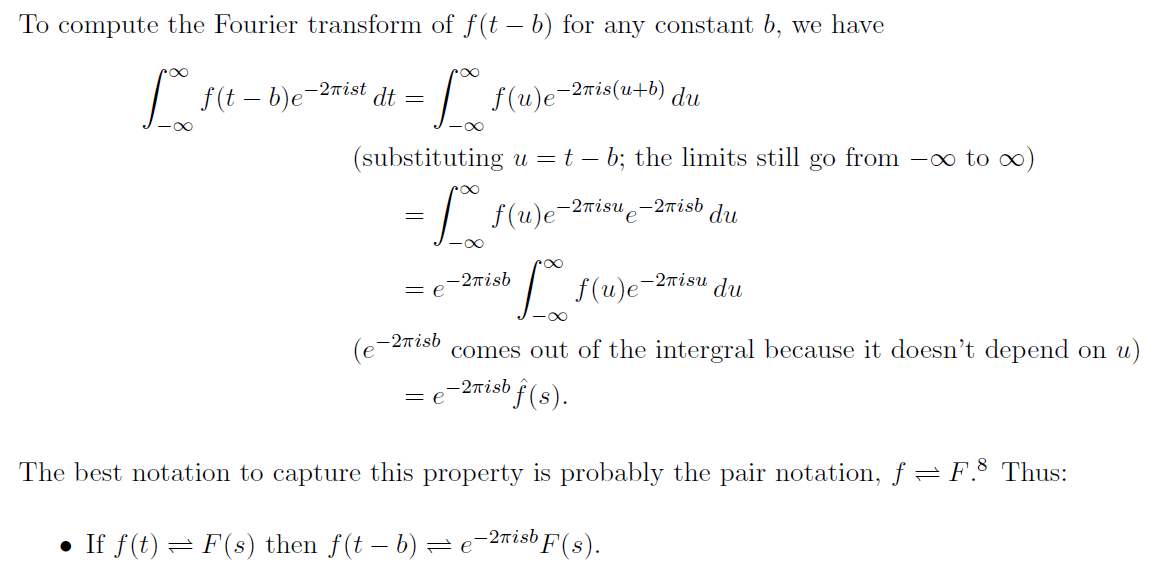 To compute the Fourier transform of f(t − b) for any constant b, we have
∫_{−∞}^{∞} f(t − b)e^{−2πist} dt = ∫_{−∞}^{∞} f(u)e^{−2πis(u+b)} du
(substituting u = t − b; the limits still go from −∞ to ∞)
= ∫_{−∞}^{∞} f(u)e^{−2πisu}e^{−2πisb} du
= e^{−2πisb} ∫_{−∞}^{∞} f(u)e^{−2πisu} du
(e^{−2πisb} comes out of the intergral because it doesn't depend on u)
= e^{−2πisb} f̂(s).
The best notation to capture this property is probably the pair notation, f ⇌ F.⁸ Thus:
• If f(t) ⇌ F(s) then f(t − b) ⇌ e^{−2πisb}F(s).